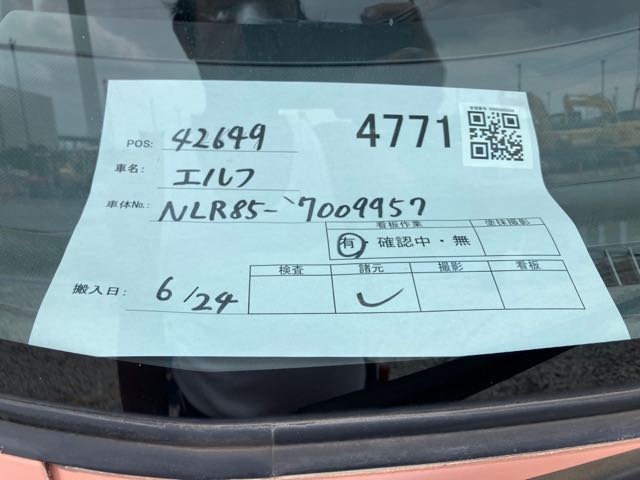 POS: 42649 4771
車名: エルフ
車体No.: NLR85-7009957
看板作業 塗抹撮影
有・確認中・無
検査 諸元 撮影 看板
搬入日: 6/24